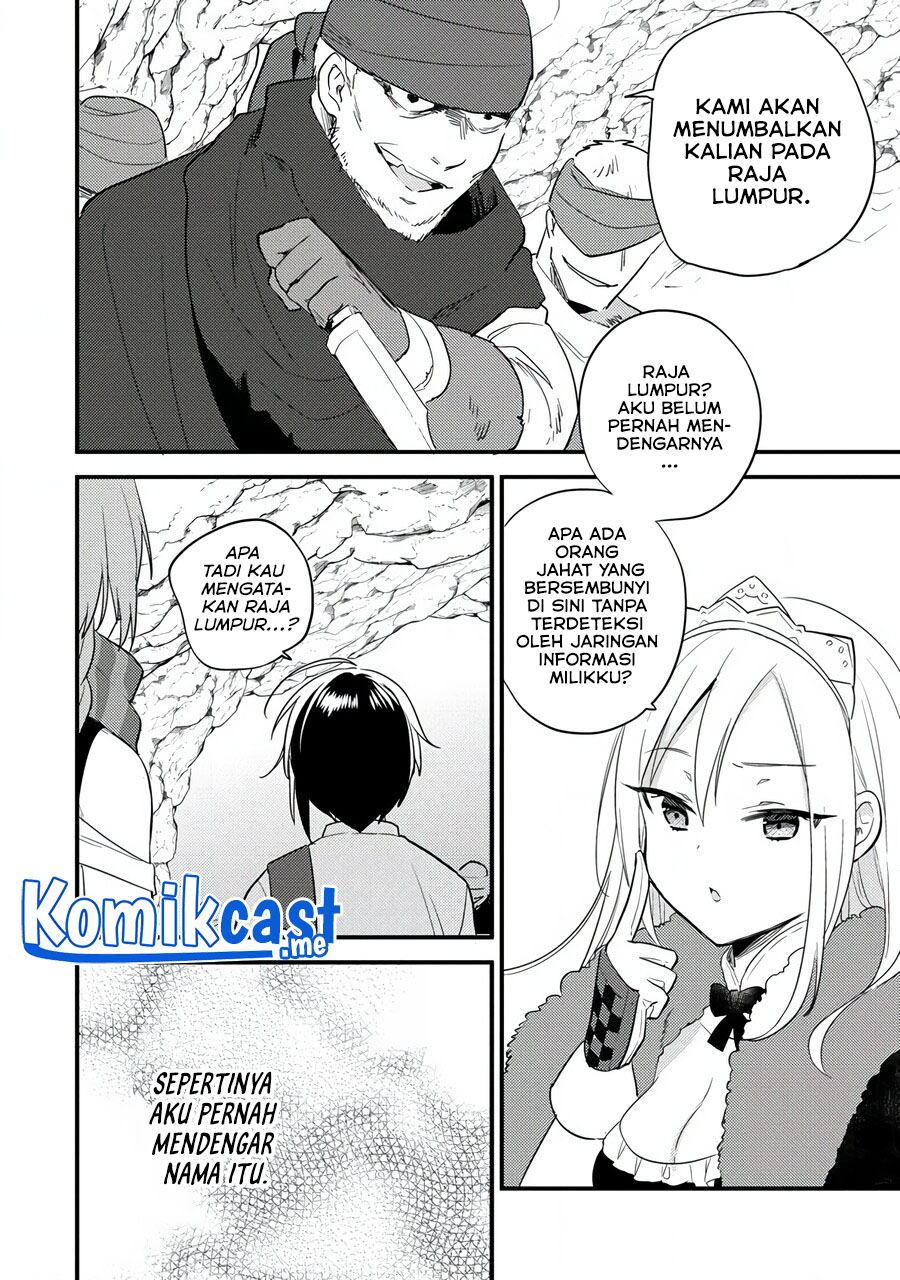 KAMI AKAN
MENUMBALKAN
KALIAN PADA
RAJA
LUMPUR.
RAJA
LUMPUR?
AKU BELUM
PERNAH MEN-
DENGARNYA
...
APA ADA
ORANG
JAHAT YANG
BERSEMBUNYI
DI SINI TANPA
TERDETEKSI
OLEH JARINGAN
INFORMASI
MILIKKU?
APA
TADI KAU
MENGATA-
KAN RAJA
LUMPUR...?
Komikcast
.me
SEPERTINYA
AKU PERNAH
MENDENGAR
NAMA ITU.